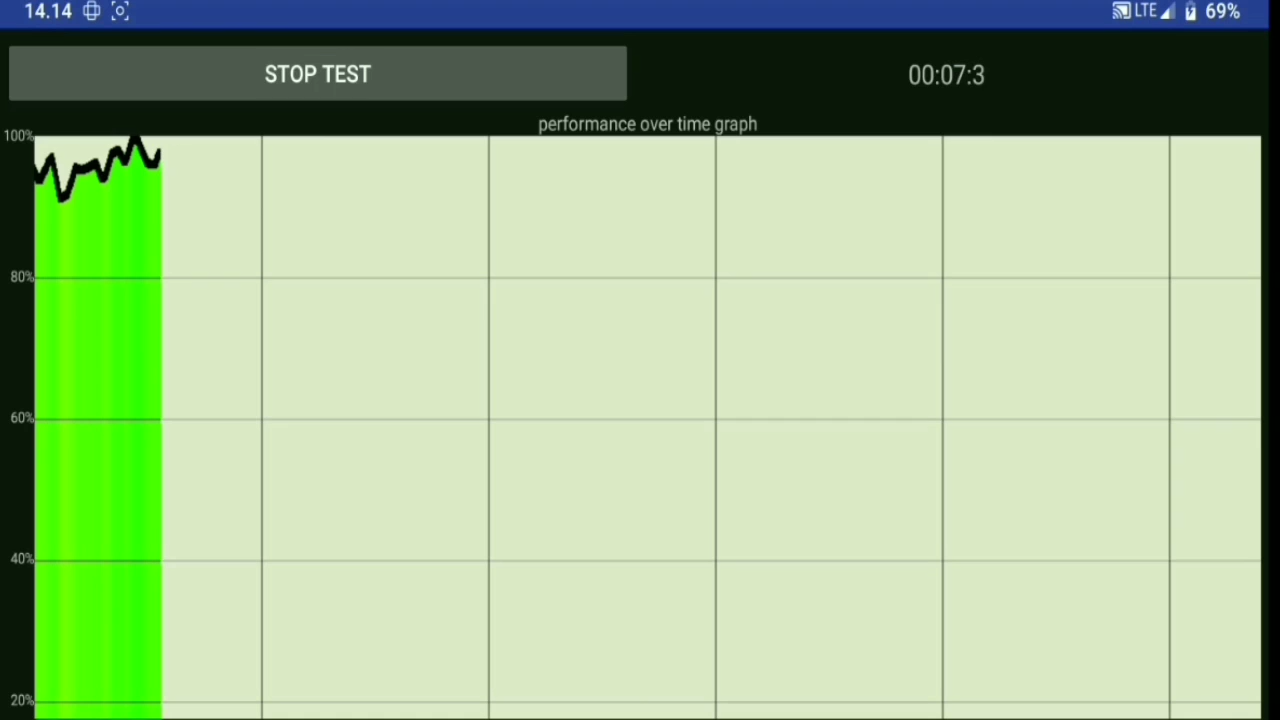 14.14 LTE 69%
STOP TEST 00:07:3
performance over time graph
100%
80%
60%
40%
20%